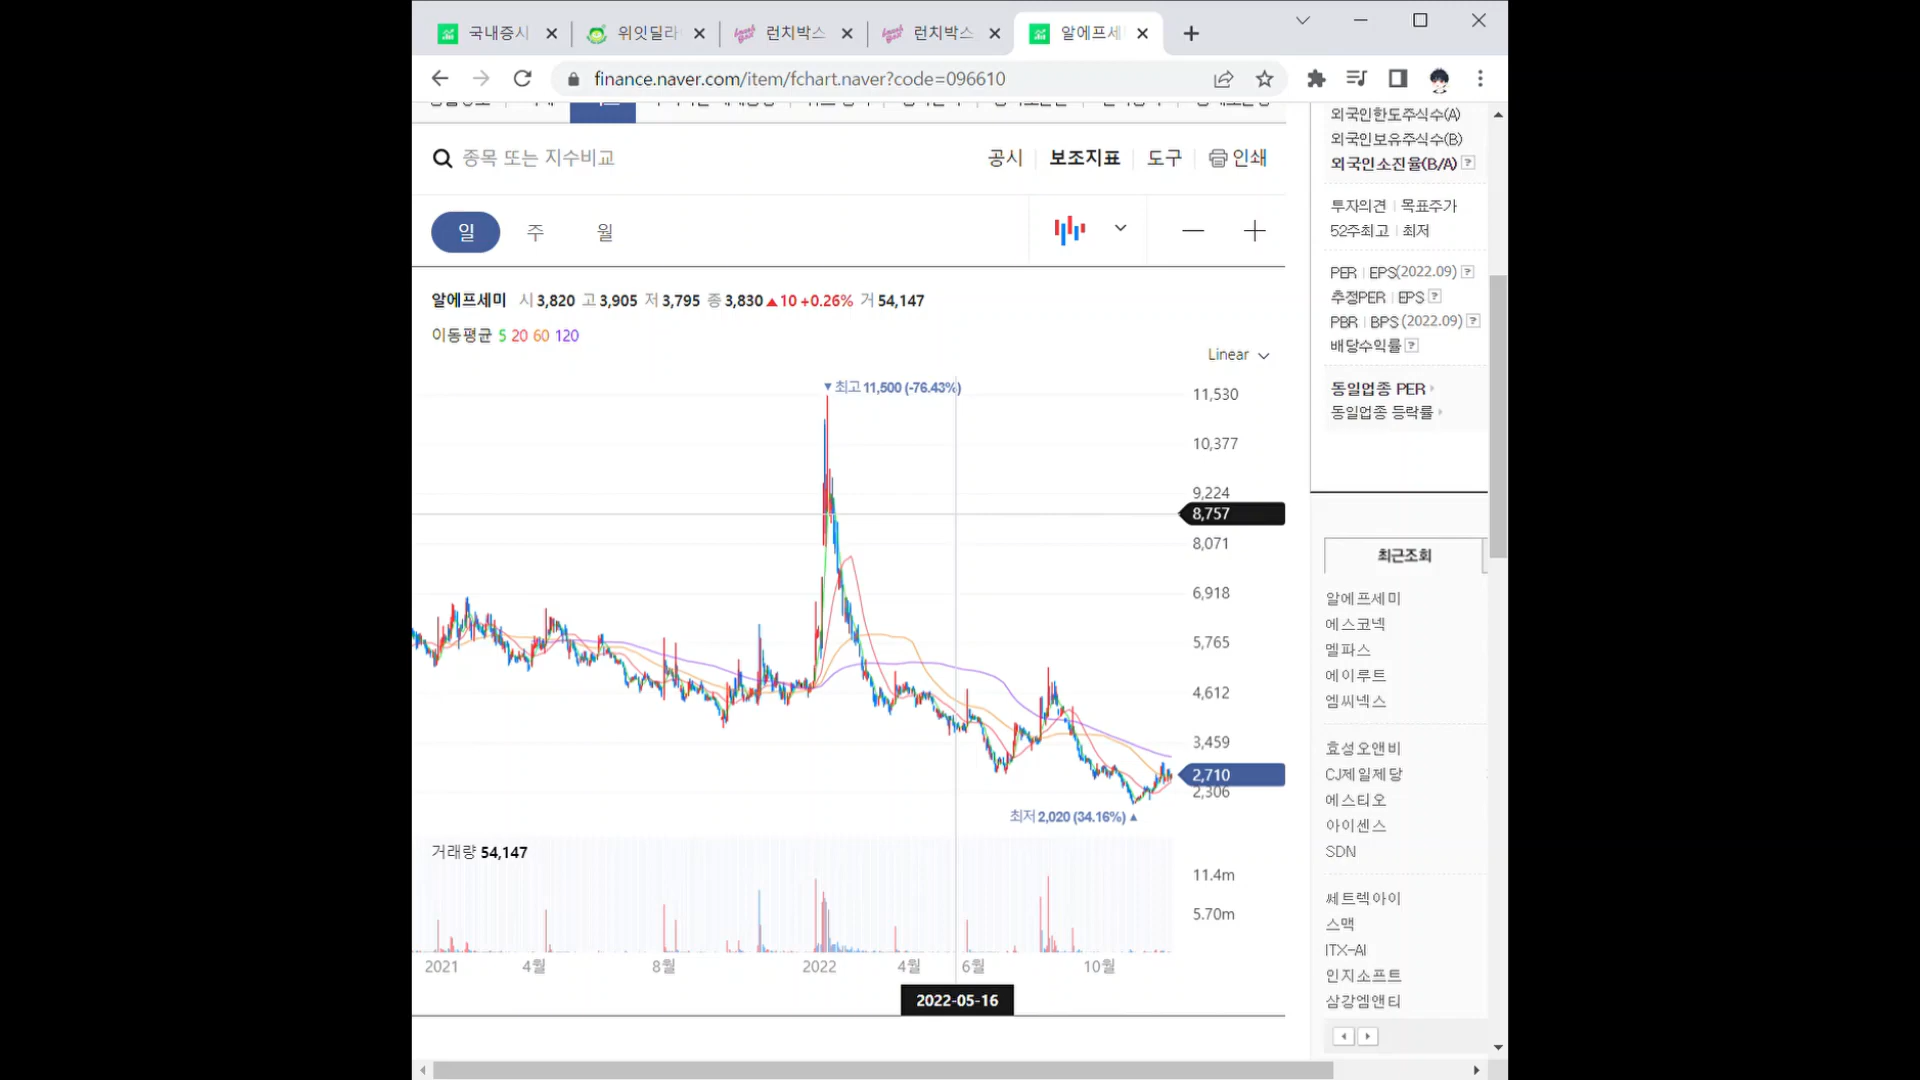 국내증시
위잇딜라
런치박스
런치박스
알에프세
finance.naver.com/item/fchart.naver?code=096610
종목 또는 지수비교
공시
보조지표
도구
인쇄
일
주
월
알에프세미 시 3,820 고 3,905 저 3,795 종 3,830 ▲10 +0.26% 거 54,147
이동평균 5 20 60 120
Linear
▼최고 11,500 (-76.43%)
11,530
10,377
9,224
8,757
8,071
6,918
5,765
4,612
3,459
2,710
2,306
최저 2,020 (34.16%) ▲
거래량 54,147
11.4m
5.70m
2021
4월
8월
2022
4월
6월
10월
2022-05-16
외국인한도주식수(A)
외국인보유주식수(B)
외국인소진율(B/A) ?
투자의견 | 목표주가
52주최고 | 최저
PER | EPS(2022.09) ?
추정PER | EPS ?
PBR | BPS (2022.09) ?
배당수익률 ?
동일업종 PER
동일업종 등락률
최근조회
알에프세미
에스코넥
멜파스
에이루트
엠씨넥스
효성오앤비
CJ제일제당
에스티오
아이센스
SDN
쎄트렉아이
스맥
ITX-AI
인지소프트
삼강엠앤티